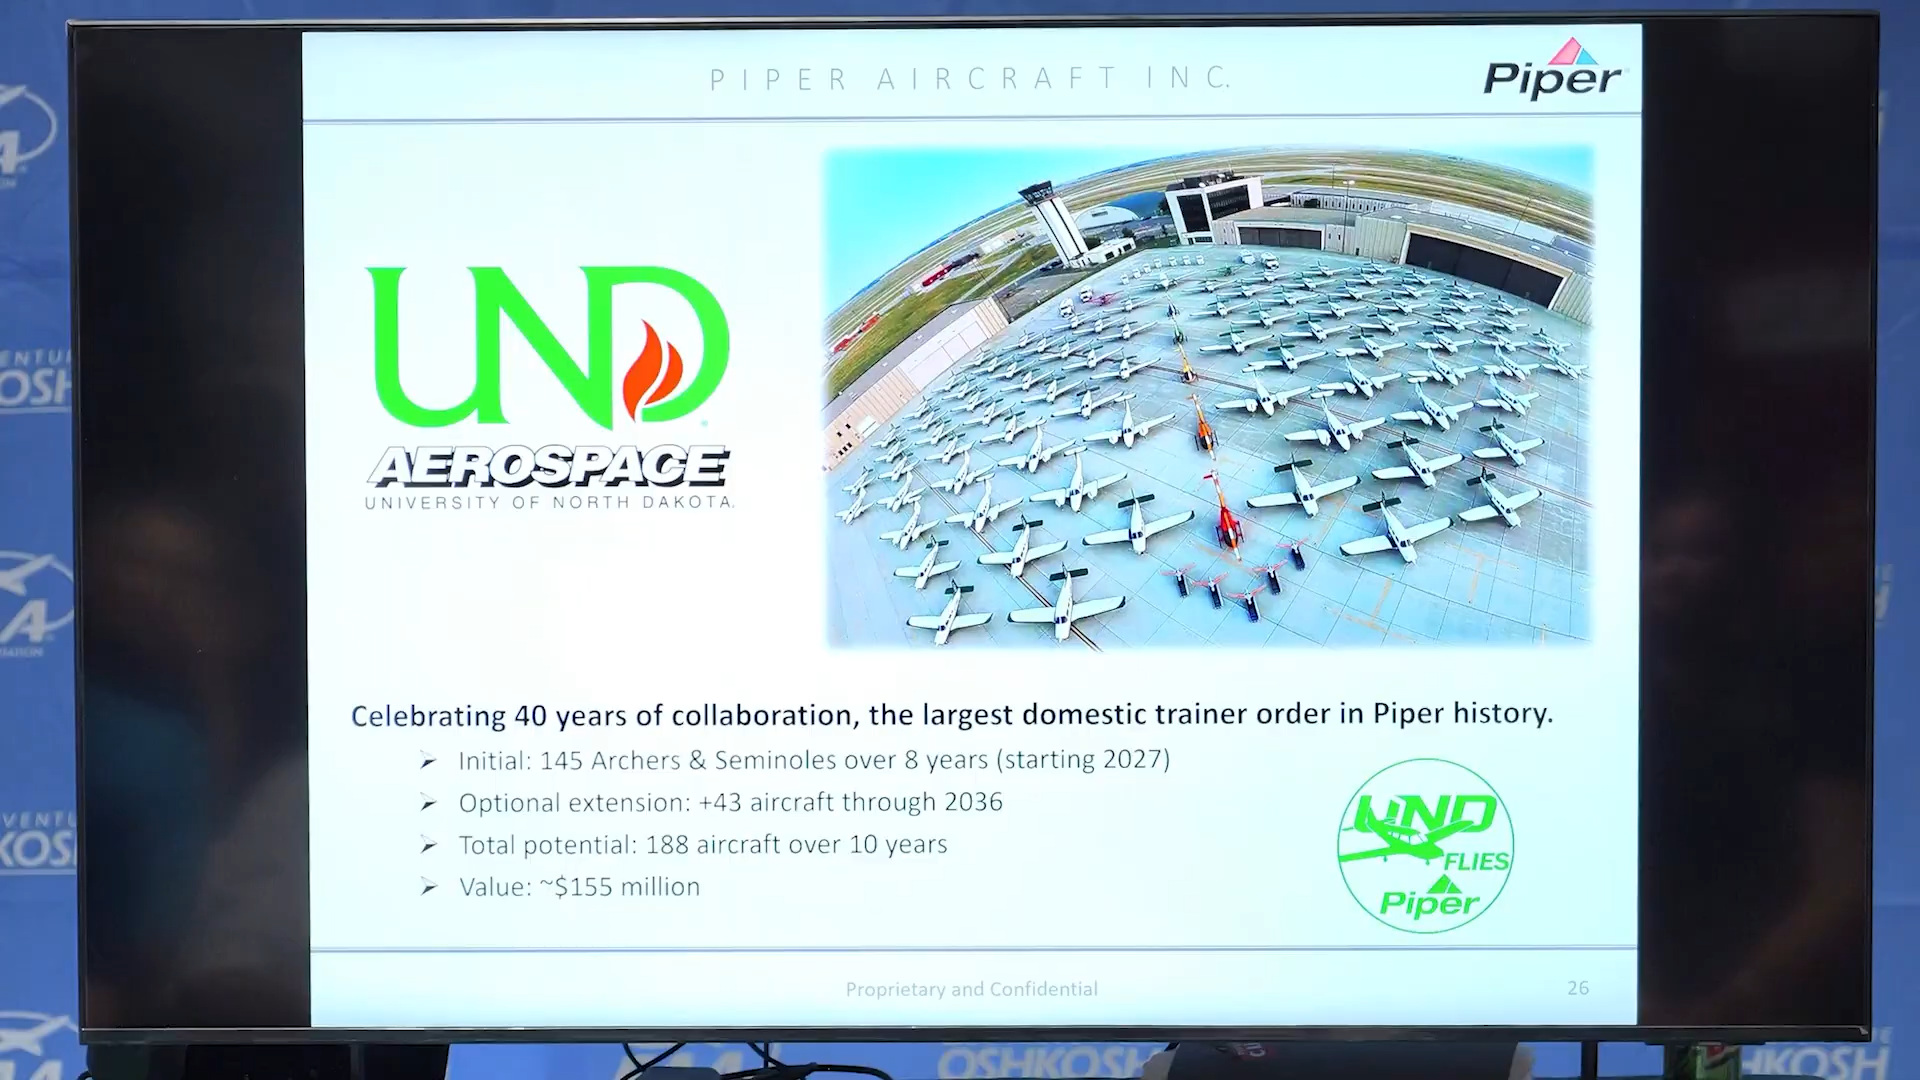 PIPER AIRCRAFT INC.
Piper
UND
AEROSPACE
UNIVERSITY OF NORTH DAKOTA.
Celebrating 40 years of collaboration, the largest domestic trainer order in Piper history.
➢ Initial: 145 Archers & Seminoles over 8 years (starting 2027)
➢ Optional extension: +43 aircraft through 2036
➢ Total potential: 188 aircraft over 10 years
➢ Value: ~$155 million
UND
FLIES
Piper
Proprietary and Confidential
26
OSHKOSH